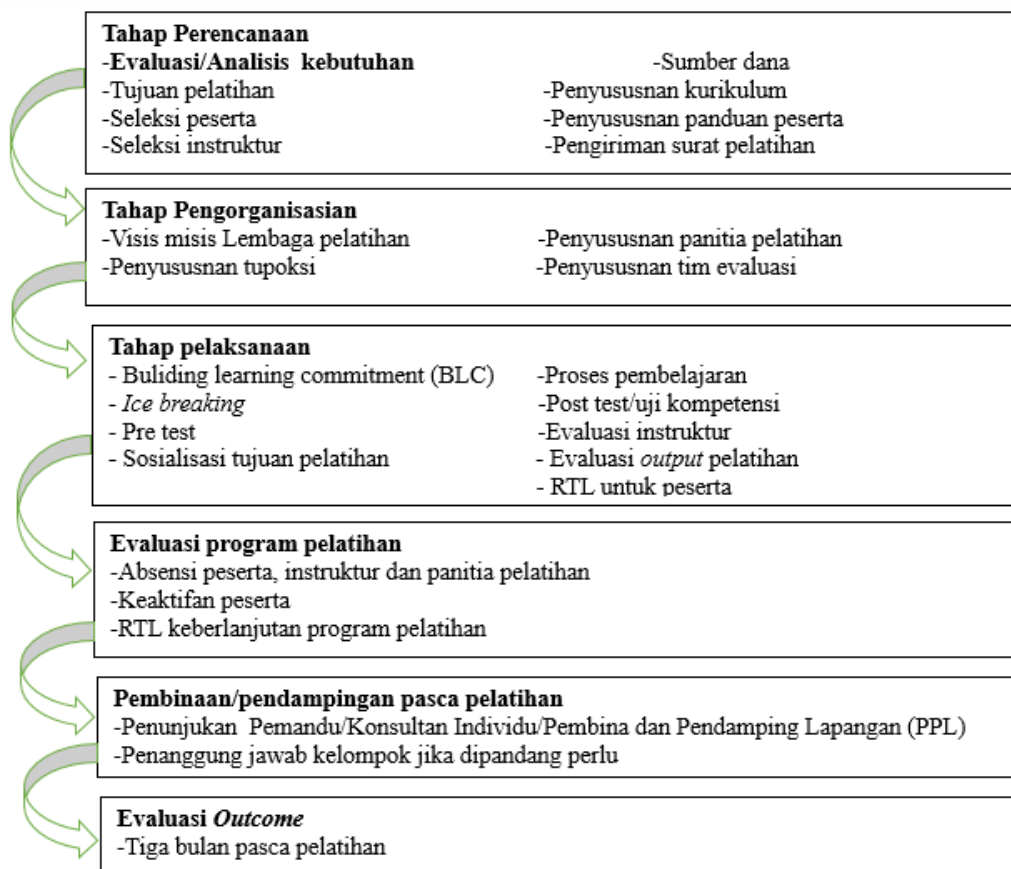 Tahap Perencanaan
-Evaluasi/Analisis kebutuhan -Sumber dana
-Tujuan pelatihan -Penyususnan kurikulum
-Seleksi peserta -Penyususnan panduan peserta
-Seleksi instruktur -Pengiriman surat pelatihan
Tahap Pengorganisasian
-Visis misis Lembaga pelatihan -Penyususnan panitia pelatihan
-Penyususnan tupoksi -Penyususnan tim evaluasi
Tahap pelaksanaan
- Buliding learning commitment (BLC) -Proses pembelajaran
- Ice breaking -Post test/uji kompetensi
- Pre test -Evaluasi instruktur
- Sosialisasi tujuan pelatihan - Evaluasi output pelatihan
- RTL untuk peserta
Evaluasi program pelatihan
-Absensi peserta, instruktur dan panitia pelatihan
-Keaktifan peserta
-RTL keberlanjutan program pelatihan
Pembinaan/pendampingan pasca pelatihan
-Penunjukan Pemandu/Konsultan Individu/Pembina dan Pendamping Lapangan (PPL)
-Penanggung jawab kelompok jika dipandang perlu
Evaluasi Outcome
-Tiga bulan pasca pelatihan